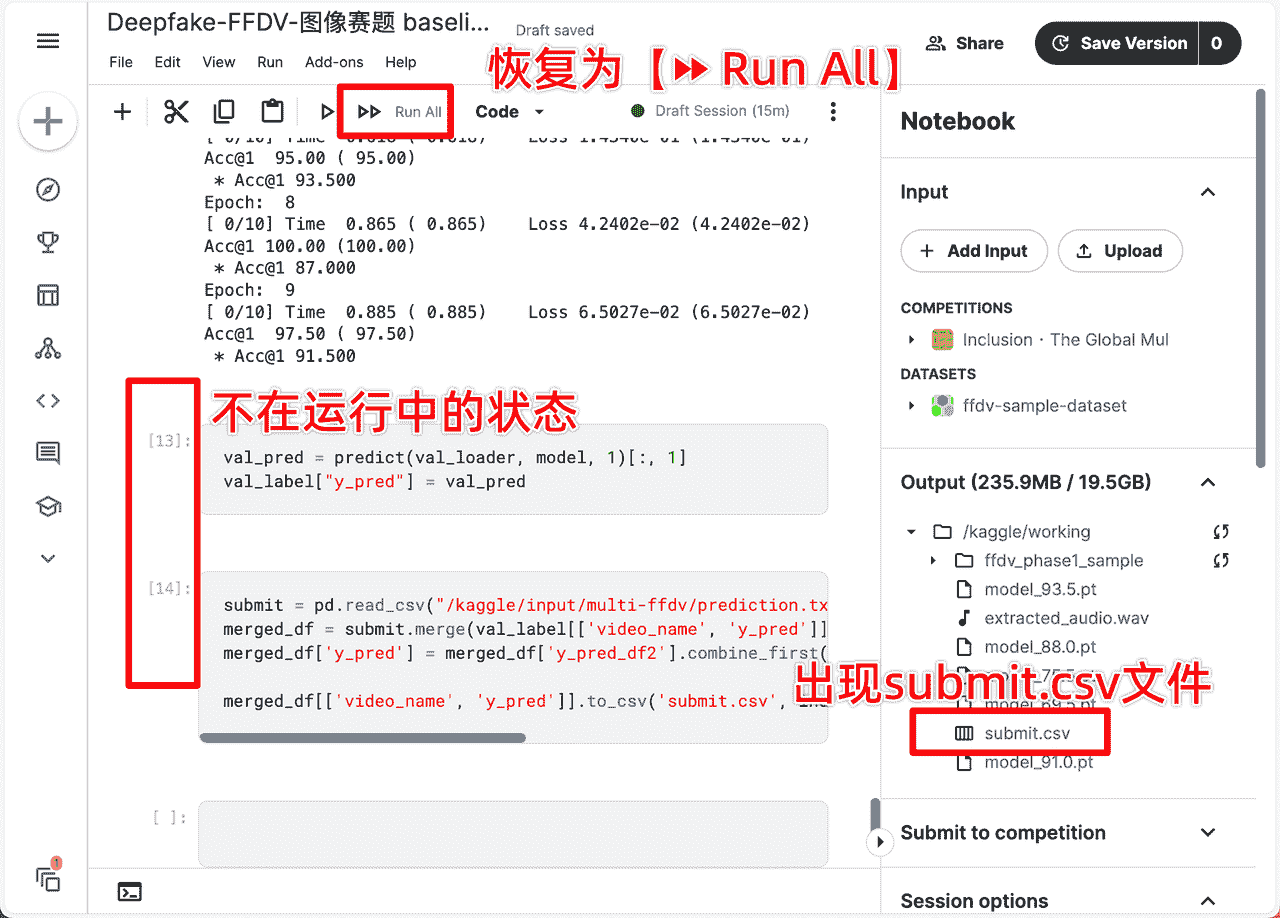 Deepfake-FFDV-图像赛题 baseli...
Draft saved
File Edit View Run Add-ons Help
恢复为【 Run All】
Share
Save Version 0
Run All
Code
Draft Session (15m)
Acc@1 95.00 ( 95.00)
* Acc@1 93.500
Epoch: 8
[ 0/10] Time 0.865 ( 0.865) Loss 4.2402e-02 (4.2402e-02)
Acc@1 100.00 (100.00)
* Acc@1 87.000
Epoch: 9
[ 0/10] Time 0.885 ( 0.885) Loss 6.5027e-02 (6.5027e-02)
Acc@1 97.50 ( 97.50)
* Acc@1 91.500
不在运行中的状态
[13]:
val_pred = predict(val_loader, model, 1)[:, 1]
val_label["y_pred"] = val_pred
[14]:
submit = pd.read_csv("/kaggle/input/multi-ffdv/prediction.tx
merged_df = submit.merge(val_label[['video_name', 'y_pred']]
merged_df['y_pred'] = merged_df['y_pred_df2'].combine_first(
merged_df[['video_name', 'y_pred']].to_csv('submit.csv',
[ ]:
Notebook
Input
Add Input
Upload
COMPETITIONS
Inclusion · The Global Mul
DATASETS
ffdv-sample-dataset
Output (235.9MB / 19.5GB)
/kaggle/working
ffdv_phase1_sample
model_93.5.pt
extracted_audio.wav
model_88.0.pt
出现submit.csv文件
model_69.5.pt
submit.csv
model_91.0.pt
Submit to competition
Session options
1